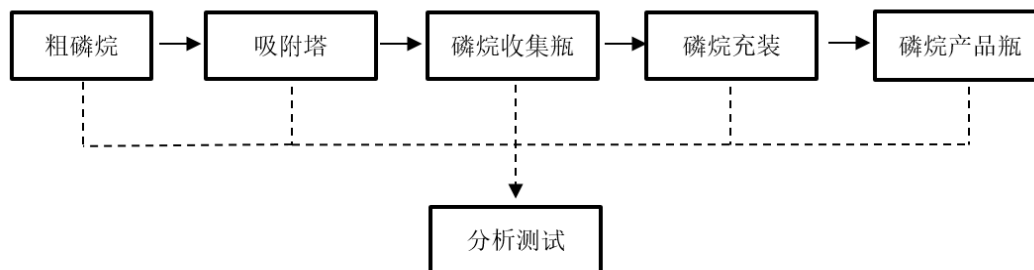 粗磷烷
吸附塔
磷烷收集瓶
磷烷充装
磷烷产品瓶
分析测试